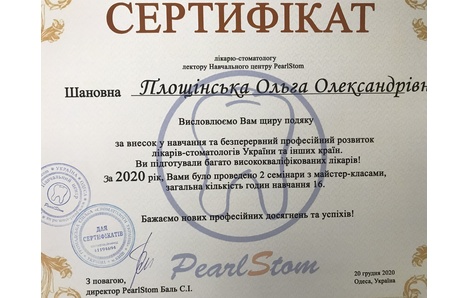 СЕРТИФІКАТ
лікарю-стоматологу
лектору Навчального центру PearlStom
Шановна Площінська Ольга Олександрівн
Висловлюємо Вам щиру подяку
за внесок у навчання та безперервний професійний розвиток
лікарів-стоматологів України та інших країн.
Ви підготували багато висококваліфікованих лікарів!
За 2020 рік, Вами було проведено 2 семінари з майстер-класами,
загальна кількість годин навчання 16.
Бажаємо нових професійних досягнень та успіхів!
ДЛЯ
СЕРТИФІКАТІВ
PearlStom
З повагою,
директор PearlStom Баль С.І.
20 грудня 2020
Одеса, Україна